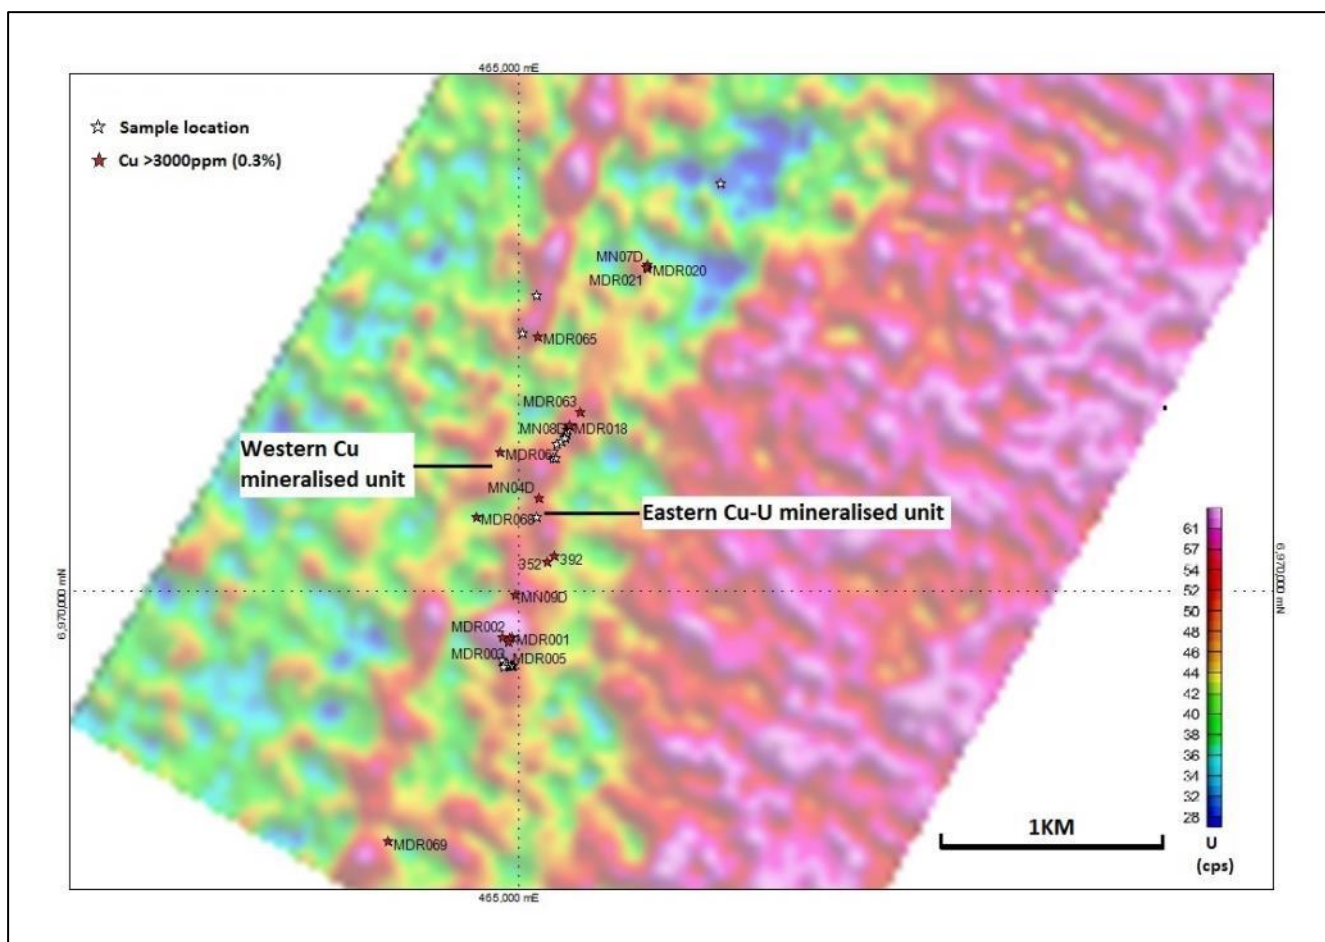 465,000 mE
Sample location
Cu >3000ppm (0.3%)
MN07D
MDR020
MDR021
MDR065
MDR063
MN08D
MDR018
Western Cu
mineralised unit
MN04D
MDR068
Eastern Cu-U mineralised unit
392
352
6,970,000 mN
6,970,000 mN
MN09D
MDR002
MDR001
MDR003
MDR005
MDR069
1KM
61
57
54
52
50
48
46
44
42
40
38
36
34
32
28
U
(cps)
465,000 mE